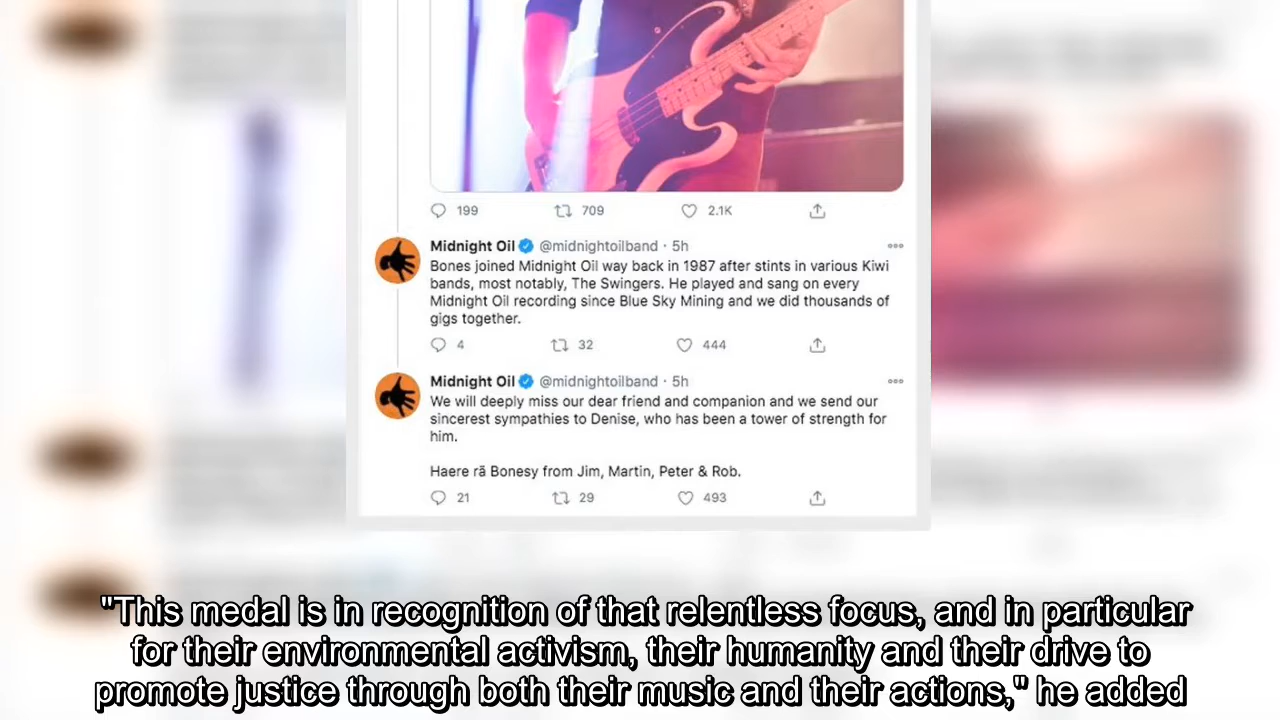 199 709 2.1K
Midnight Oil @midnightoilband · 5h
Bones joined Midnight Oil way back in 1987 after stints in various Kiwi
bands, most notably, The Swingers. He played and sang on every
Midnight Oil recording since Blue Sky Mining and we did thousands of
gigs together.
4 32 444
Midnight Oil @midnightoilband · 5h
We will deeply miss our dear friend and companion and we send our
sincerest sympathies to Denise, who has been a tower of strength for
him.
Haere rā Bonesy from Jim, Martin, Peter & Rob.
21 29 493
"This medal is in recognition of that relentless focus, and in particular
for their environmental activism, their humanity and their drive to
promote justice through both their music and their actions," he added